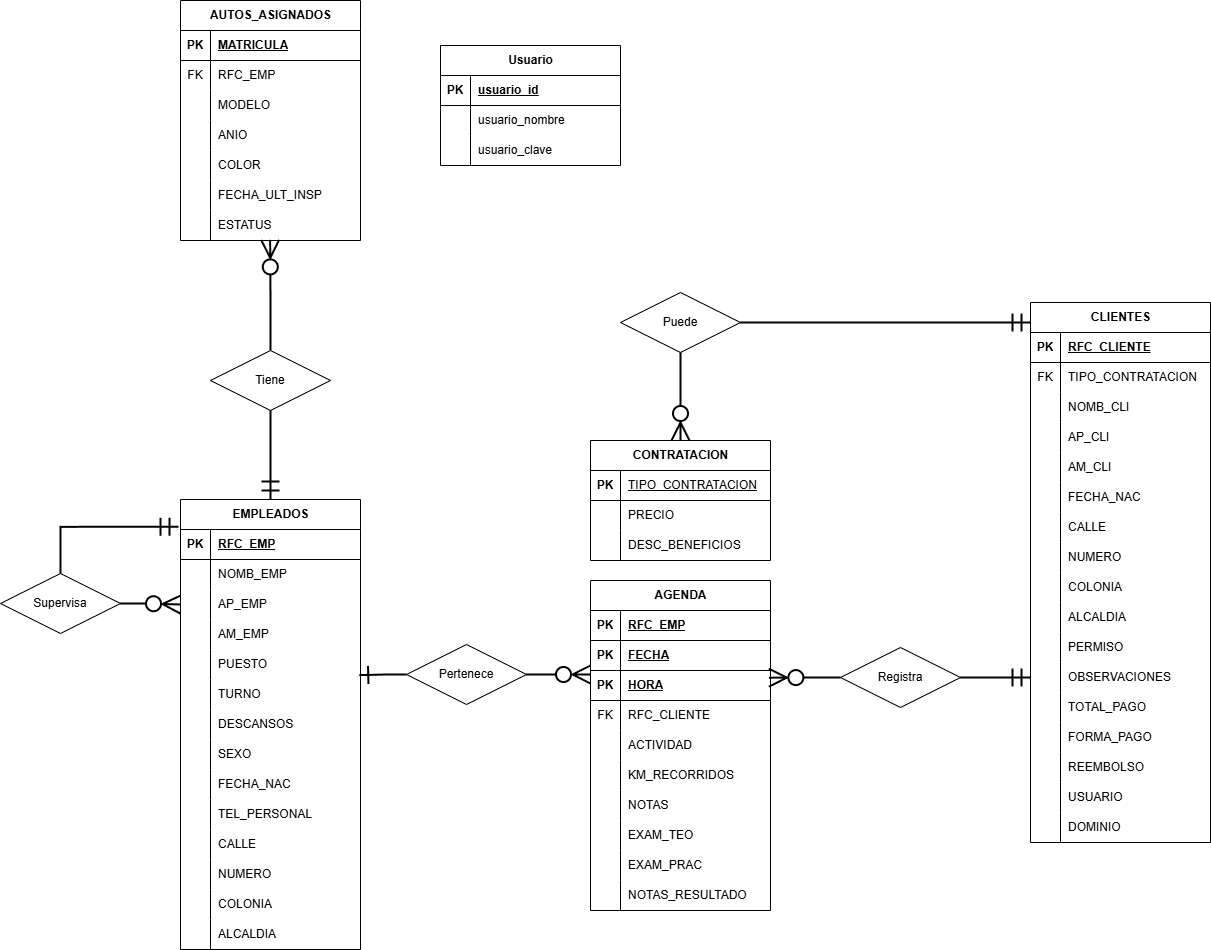 AUTOS_ASIGNADOS
PK MATRICULA
FK RFC_EMP
MODELO
ANIO
COLOR
FECHA_ULT_INSP
ESTATUS
Usuario
PK usuario_id
usuario_nombre
usuario_clave
Tiene
Puede
CLIENTES
PK RFC_CLIENTE
FK TIPO_CONTRATACION
NOMB_CLI
AP_CLI
AM_CLI
FECHA_NAC
CALLE
NUMERO
COLONIA
ALCALDIA
PERMISO
OBSERVACIONES
TOTAL_PAGO
FORMA_PAGO
REEMBOLSO
USUARIO
DOMINIO
CONTRATACION
PK TIPO_CONTRATACION
PRECIO
DESC_BENEFICIOS
EMPLEADOS
PK RFC_EMP
NOMB_EMP
AP_EMP
AM_EMP
PUESTO
TURNO
DESCANSOS
SEXO
FECHA_NAC
TEL_PERSONAL
CALLE
NUMERO
COLONIA
ALCALDIA
Supervisa
Pertenece
AGENDA
PK RFC_EMP
PK FECHA
PK HORA
FK RFC_CLIENTE
ACTIVIDAD
KM_RECORRIDOS
NOTAS
EXAM_TEO
EXAM_PRAC
NOTAS_RESULTADO
Registra